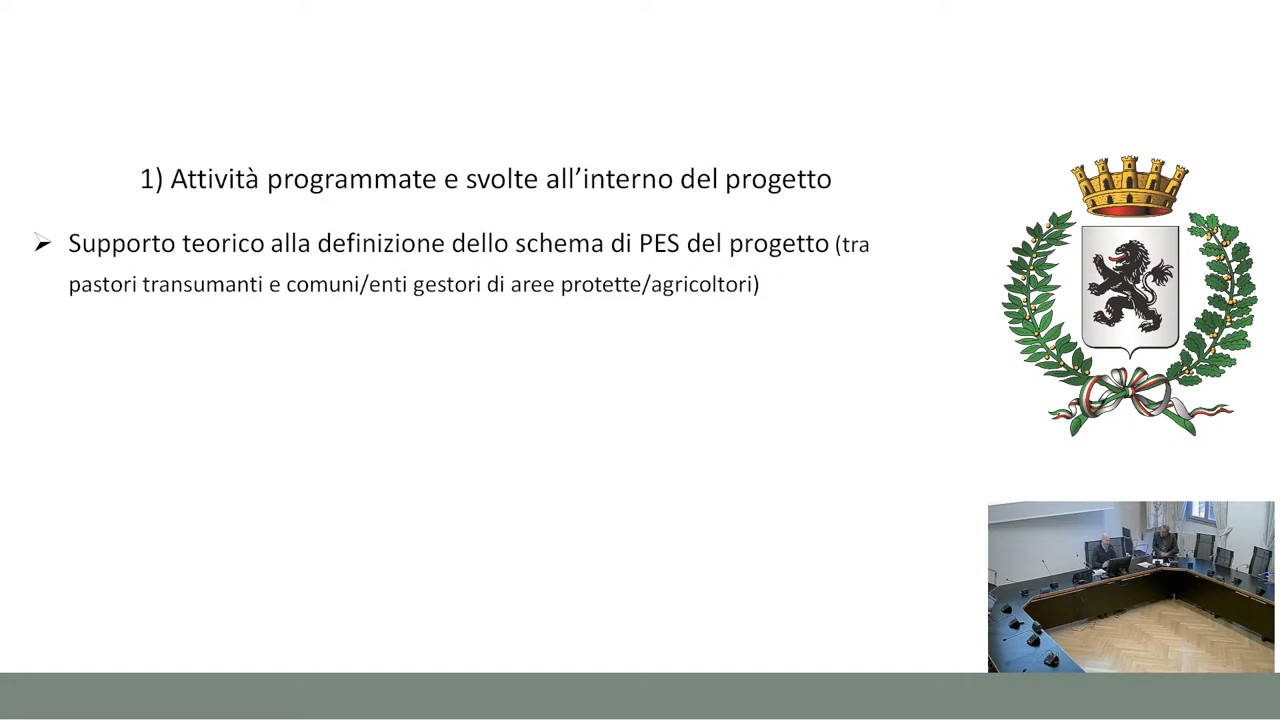 1) Attività programmate e svolte all’interno del progetto
➢ Supporto teorico alla definizione dello schema di PES del progetto (tra
pastori transumanti e comuni/enti gestori di aree protette/agricoltori)